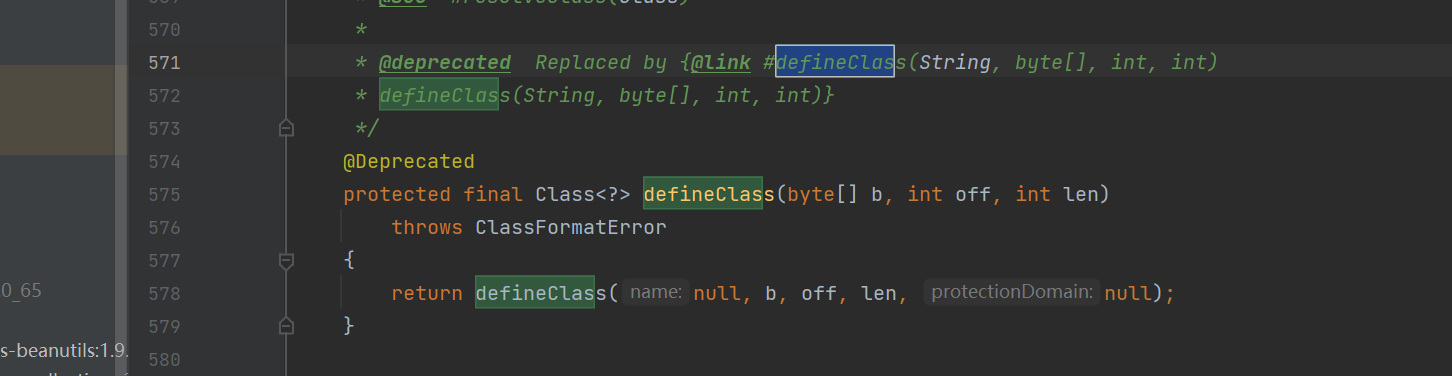 570 *
571 * @deprecated Replaced by {@link #defineClass(String, byte[], int, int)
572 * defineClass(String, byte[], int, int)}
573 */
574 @Deprecated
575 protected final Class<?> defineClass(byte[] b, int off, int len)
576 throws ClassFormatError
577 {
0_65
578 return defineClass( name: null, b, off, len, protectionDomain: null);
579 }
s-beanutils:1.9.
580